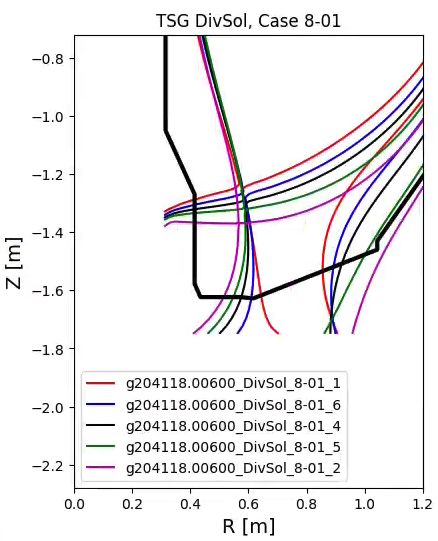 TSG DivSol, Case 8-01
−0.8
−1.0
−1.2
−1.4
−1.6
−1.8
−2.0
−2.2
Z [m]
g204118.00600_DivSol_8-01_1
g204118.00600_DivSol_8-01_6
g204118.00600_DivSol_8-01_4
g204118.00600_DivSol_8-01_5
g204118.00600_DivSol_8-01_2
0.0 0.2 0.4 0.6 0.8 1.0 1.2
R [m]